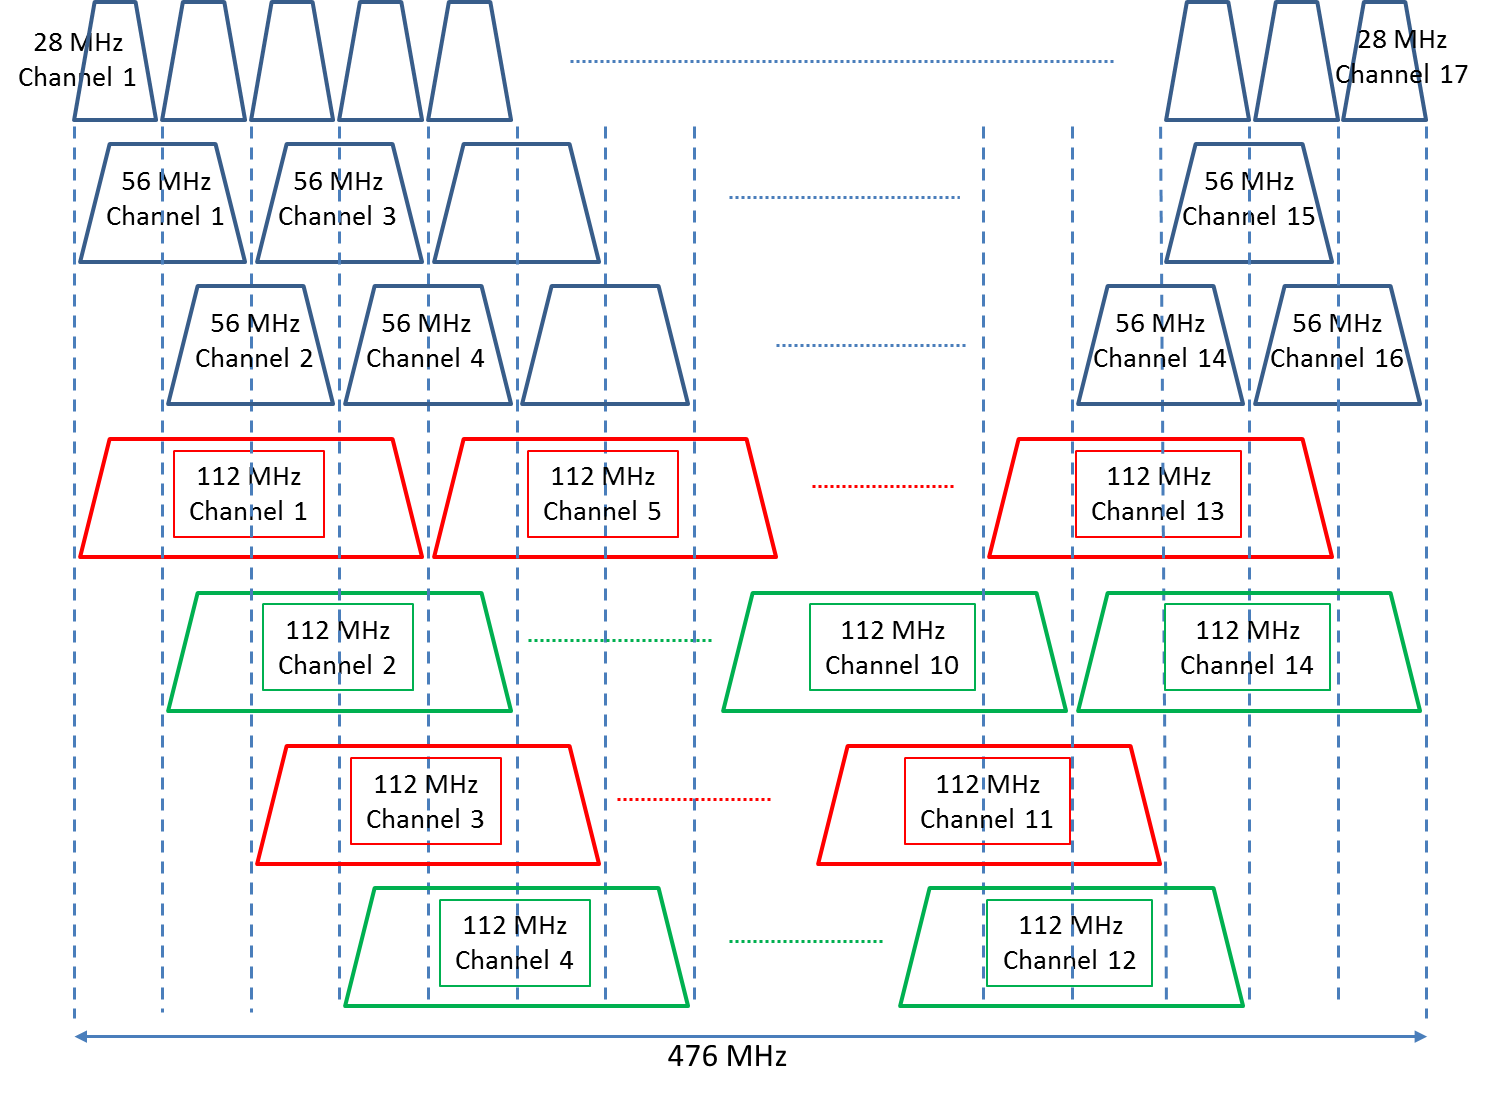 28 MHz
Channel 1
28 MHz
Channel 17
56 MHz
Channel 1
56 MHz
Channel 3
56 MHz
Channel 15
56 MHz
Channel 2
56 MHz
Channel 4
56 MHz
Channel 14
56 MHz
Channel 16
112 MHz
Channel 1
112 MHz
Channel 5
112 MHz
Channel 13
112 MHz
Channel 2
112 MHz
Channel 10
112 MHz
Channel 14
112 MHz
Channel 3
112 MHz
Channel 11
112 MHz
Channel 4
112 MHz
Channel 12
476 MHz